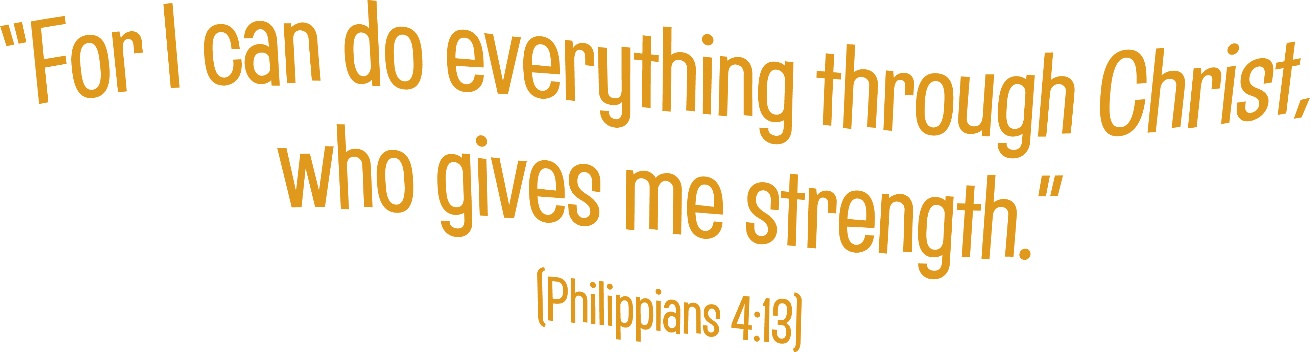 "For I can do everything through Christ,
who gives me strength."
(Philippians 4:13)